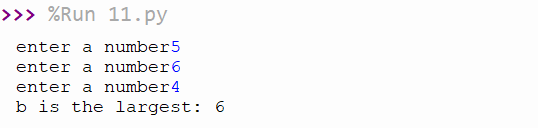 >>> %Run 11.py
enter a number5
enter a number6
enter a number4
b is the largest: 6